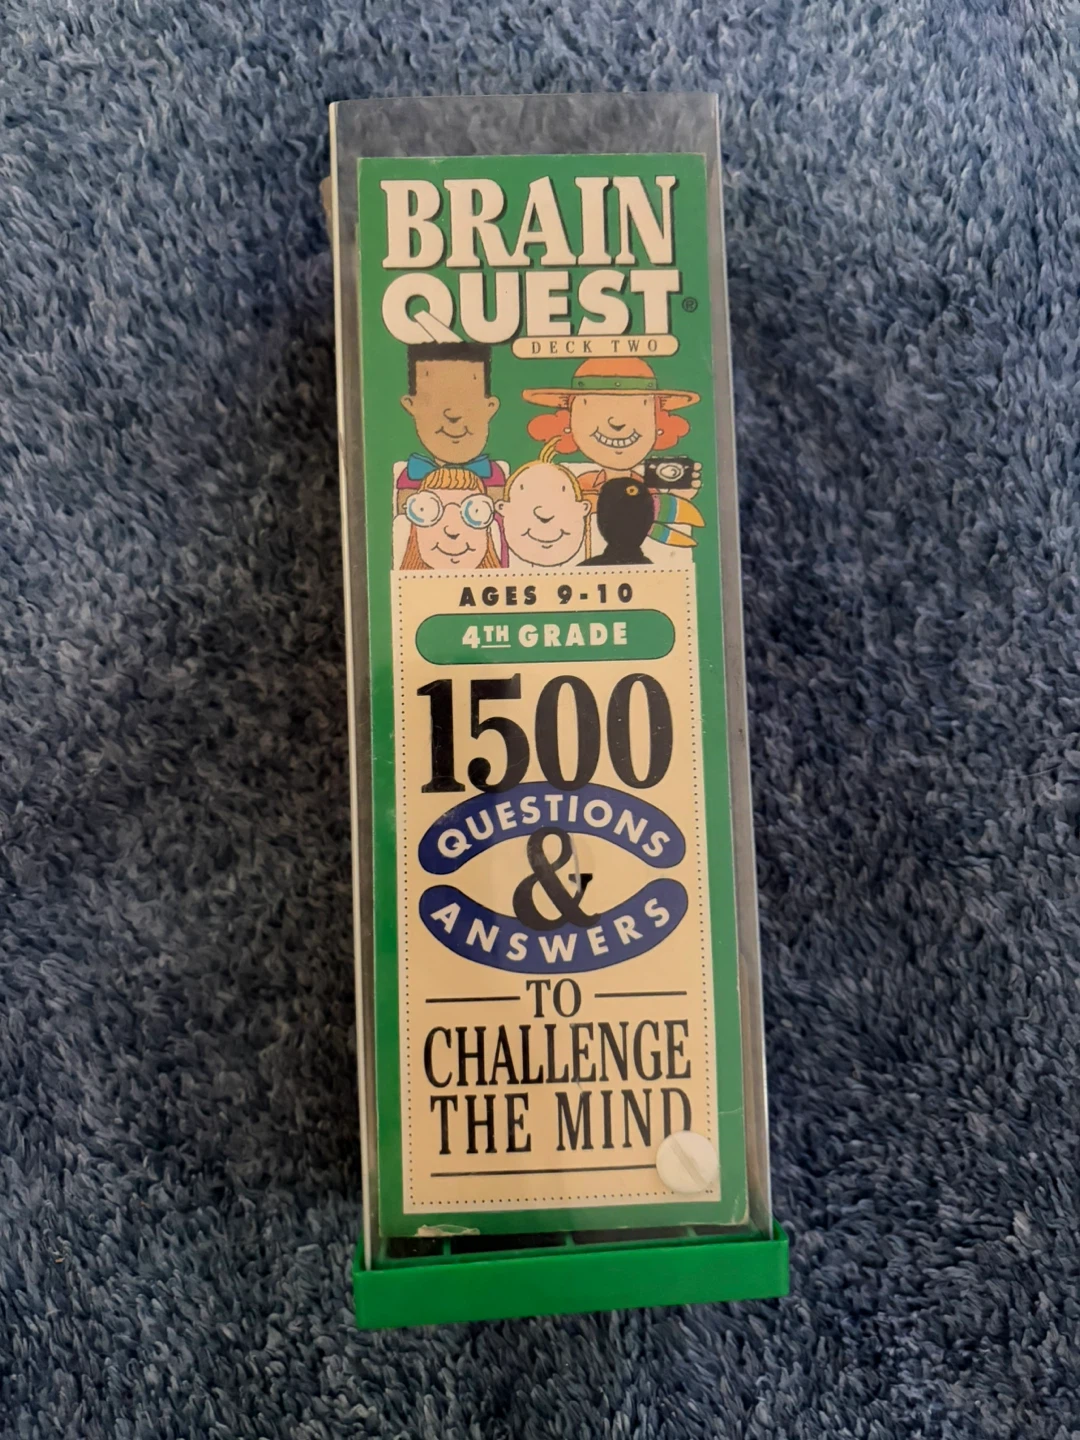 BRAIN
QUEST®
DECK TWO
AGES 9-10
4TH GRADE
1500
QUESTIONS
&
ANSWERS
TO
CHALLENGE
THE MIND